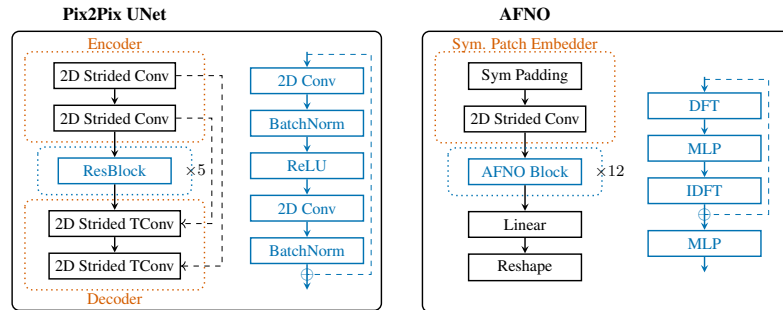 Pix2Pix UNet
Encoder
2D Strided Conv
2D Strided Conv
ResBlock
×5
2D Strided TConv
2D Strided TConv
Decoder
2D Conv
BatchNorm
ReLU
2D Conv
BatchNorm
AFNO
Sym. Patch Embedder
Sym Padding
2D Strided Conv
AFNO Block
×12
Linear
Reshape
DFT
MLP
IDFT
MLP